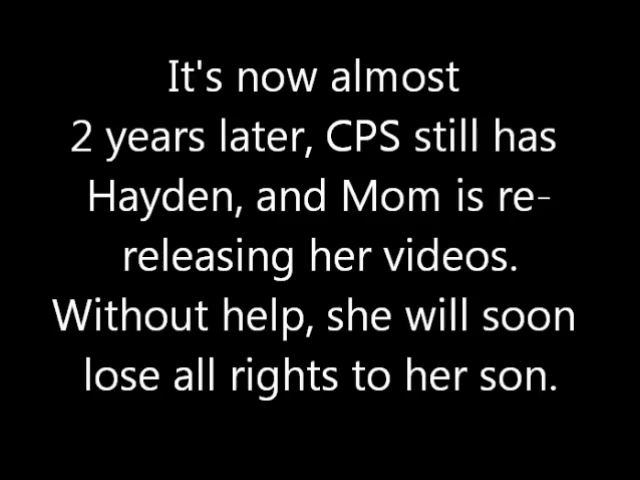 It's now almost
2 years later, CPS still has
Hayden, and Mom is re-
releasing her videos.
Without help, she will soon
lose all rights to her son.